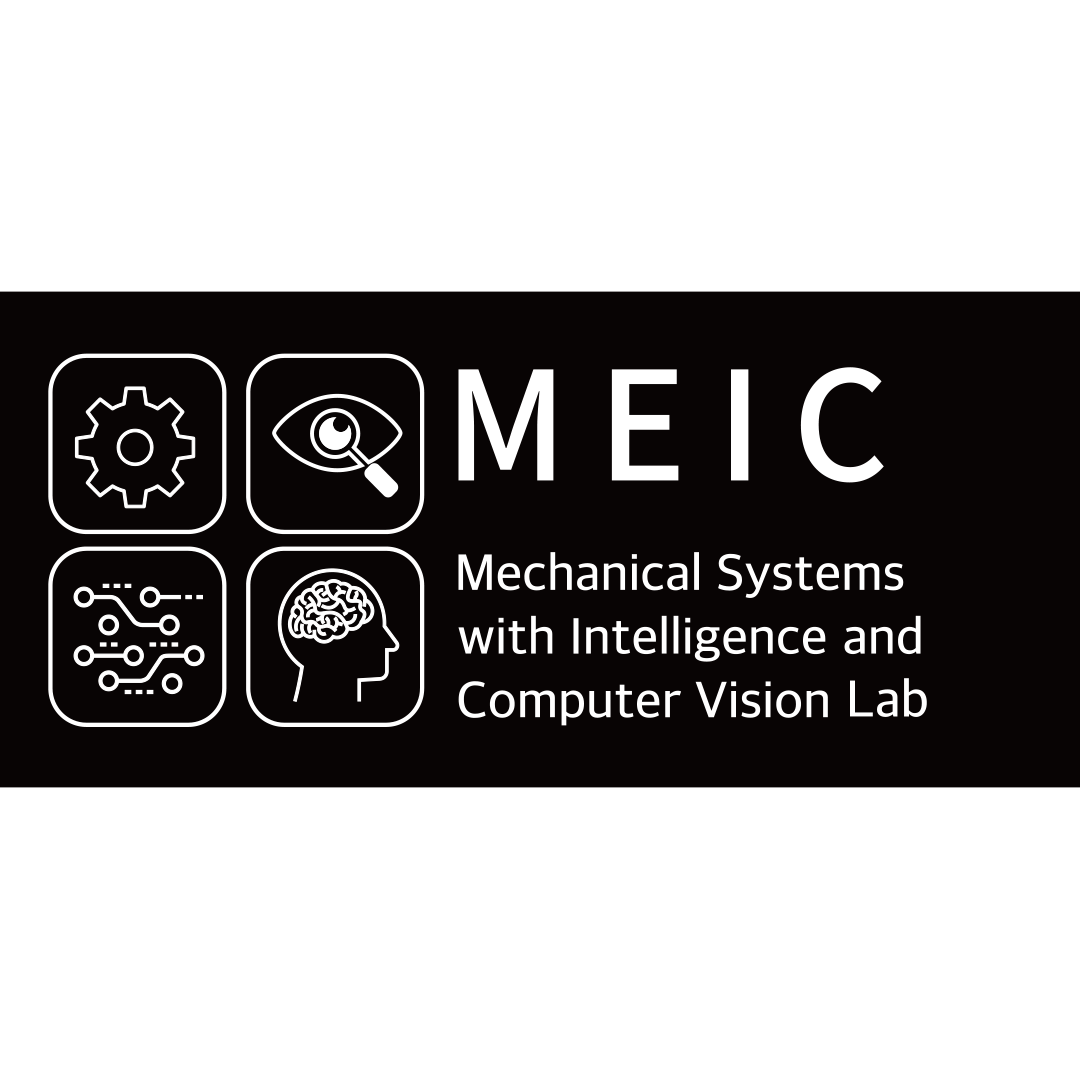 MEIC
Mechanical Systems
with Intelligence and
Computer Vision Lab